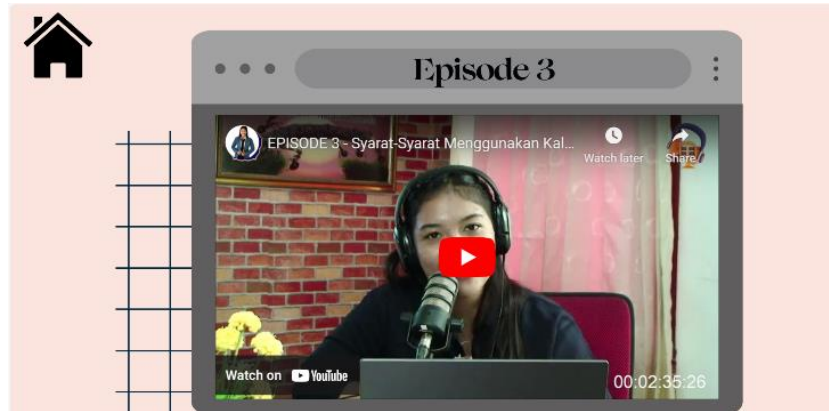 Episode 3
EPISODE 3 - Syarat-Syarat Menggunakan Kal...
Watch later
Share
Watch on YouTube
00:02:35:26